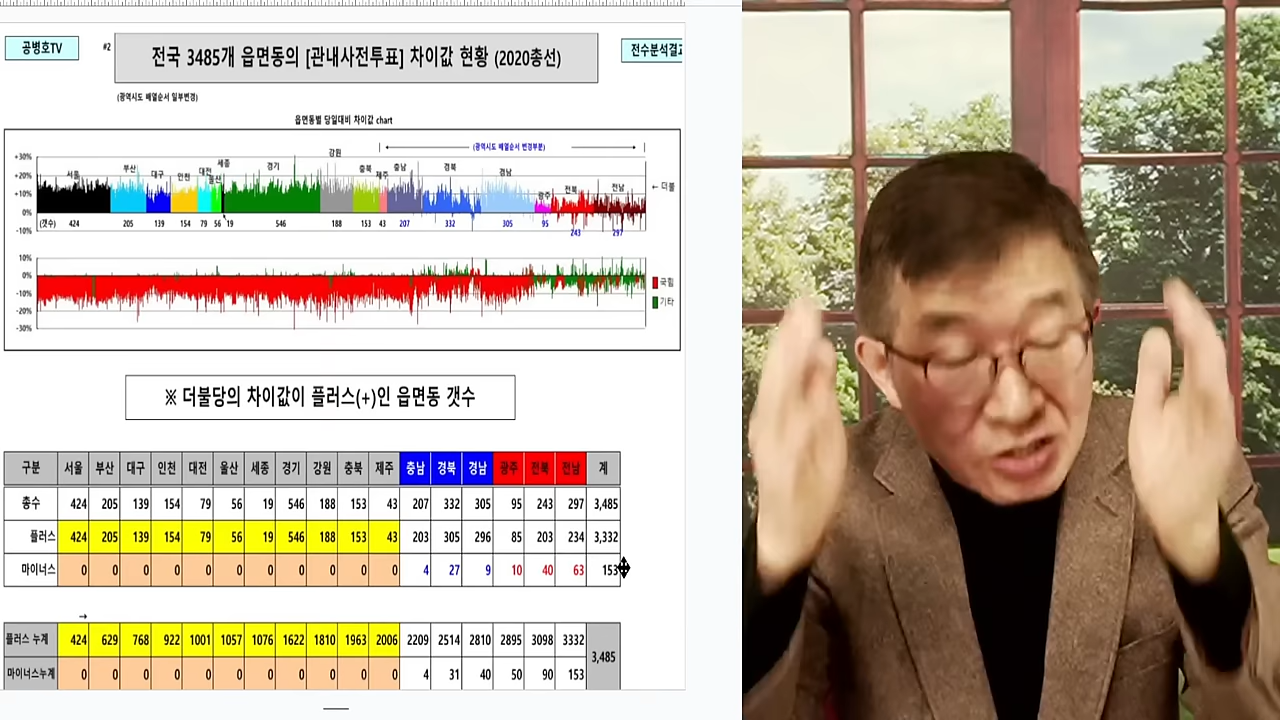 공병호TV
#2
전국 3485개 읍면동의 [관내사전투표] 차이값 현황 (2020총선)
전수분석결과
(광역시도 배열순서 일부변경)
읍면동별 당일대비 차이값 chart
(광역시도 배열순서 변경부분)
+30%
+20%
+10%
0%
-10%
서울 부산 대구 인천 대전 울산 세종 경기 강원 충북 제주 충남 경북 경남 광주 전북 전남
← 더불
(갯수) 424 205 139 154 79 56 19 546 188 153 43 207 332 305 95 243 297
10%
0%
-10%
-20%
-30%
국힘
기타
※ 더불당의 차이값이 플러스(+)인 읍면동 갯수
구분 서울 부산 대구 인천 대전 울산 세종 경기 강원 충북 제주 충남 경북 경남 광주 전북 전남 계
총수 424 205 139 154 79 56 19 546 188 153 43 207 332 305 95 243 297 3,485
플러스 424 205 139 154 79 56 19 546 188 153 43 203 305 296 85 203 234 3,332
마이너스 0 0 0 0 0 0 0 0 0 0 0 4 27 9 10 40 63 153
→
플러스 누계 424 629 768 922 1001 1057 1076 1622 1810 1963 2006 2209 2514 2810 2895 3098 3332
3,485
마이너스누계 0 0 0 0 0 0 0 0 0 0 0 4 31 40 50 90 153